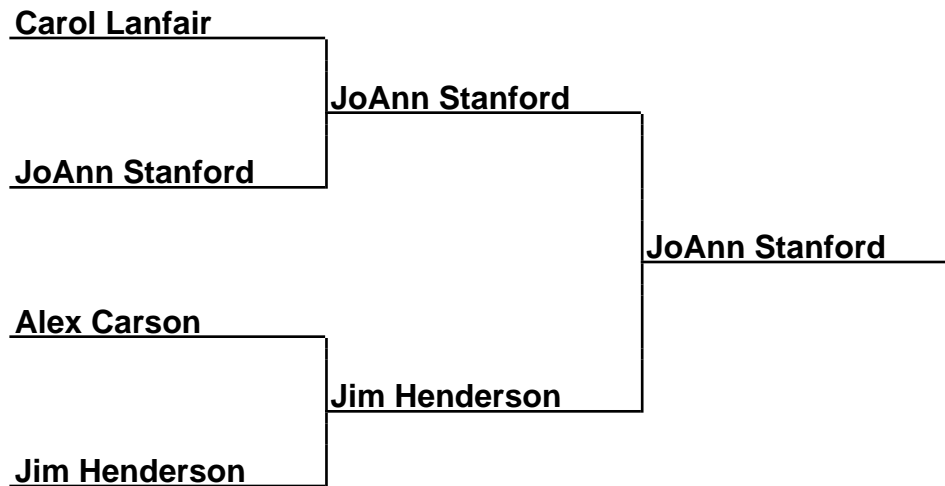 Carol Lanfair
JoAnn Stanford
JoAnn Stanford
JoAnn Stanford
Alex Carson
Jim Henderson
Jim Henderson